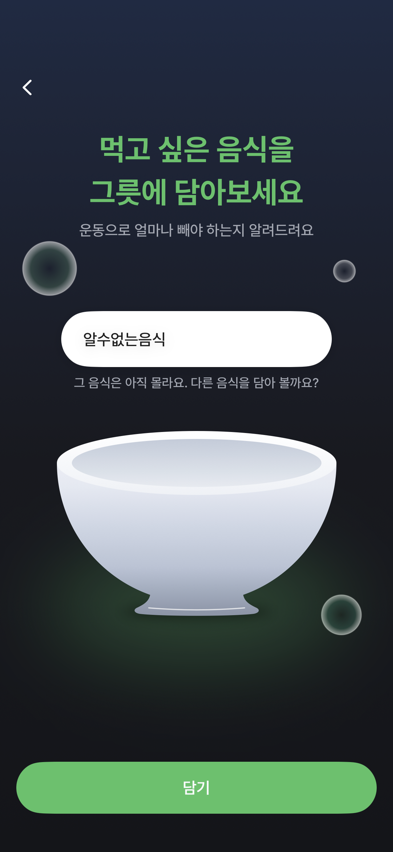 먹고 싶은 음식을
그릇에 담아보세요
운동으로 얼마나 빼야 하는지 알려드려요
알수없는음식
그 음식은 아직 몰라요. 다른 음식을 담아 볼까요?
담기